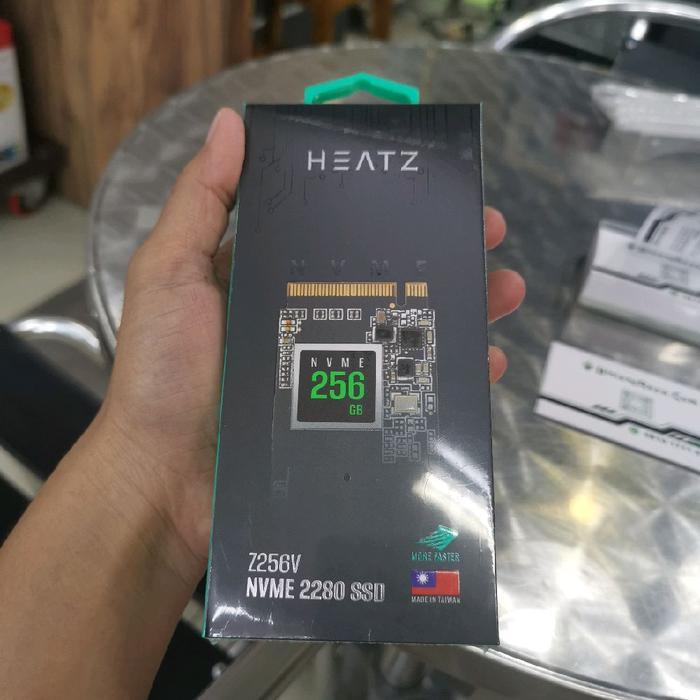 HEATZ
NVME
NVME
256
GB
MORE FASTER
Z256V
NVME 2280 SSD
MADE IN TAIWAN